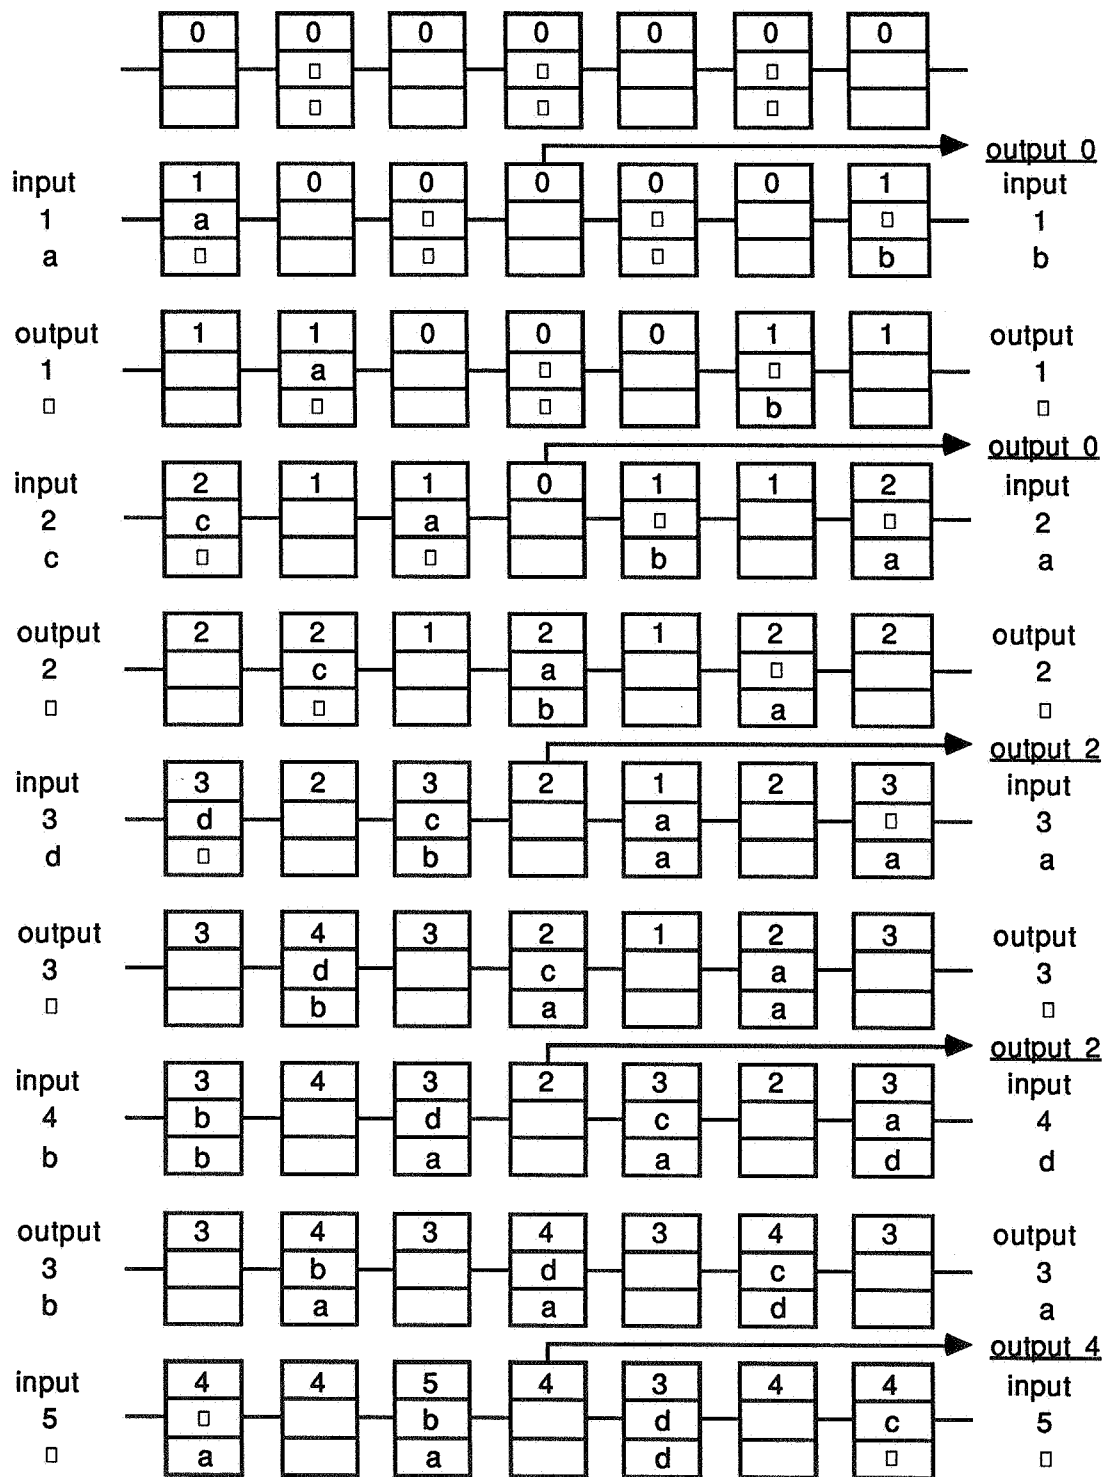 0 0 0 0 0 0 0
□ □ □
□ □ □
output 0
input 1 0 0 0 0 0 1 input
1 a □ □ □ 1
a □ □ □ b b
output 1 1 0 0 0 1 1 output
1 a □ □ 1
□ □ □ b □
output 0
input 2 1 1 0 1 1 2 input
2 c a □ □ 2
c □ □ b a a
output 2 2 1 2 1 2 2 output
2 c a □ 2
□ □ b a □
output 2
input 3 2 3 2 1 2 3 input
3 d c a □ 3
d □ b a a a
output 3 4 3 2 1 2 3 output
3 d c a 3
□ b a a □
output 2
input 3 4 3 2 3 2 3 input
4 b d c a 4
b b a a d d
output 3 4 3 4 3 4 3 output
3 b d c 3
b a a d a
output 4
input 4 4 5 4 3 4 4 input
5 □ b d c 5
□ a a d □ □